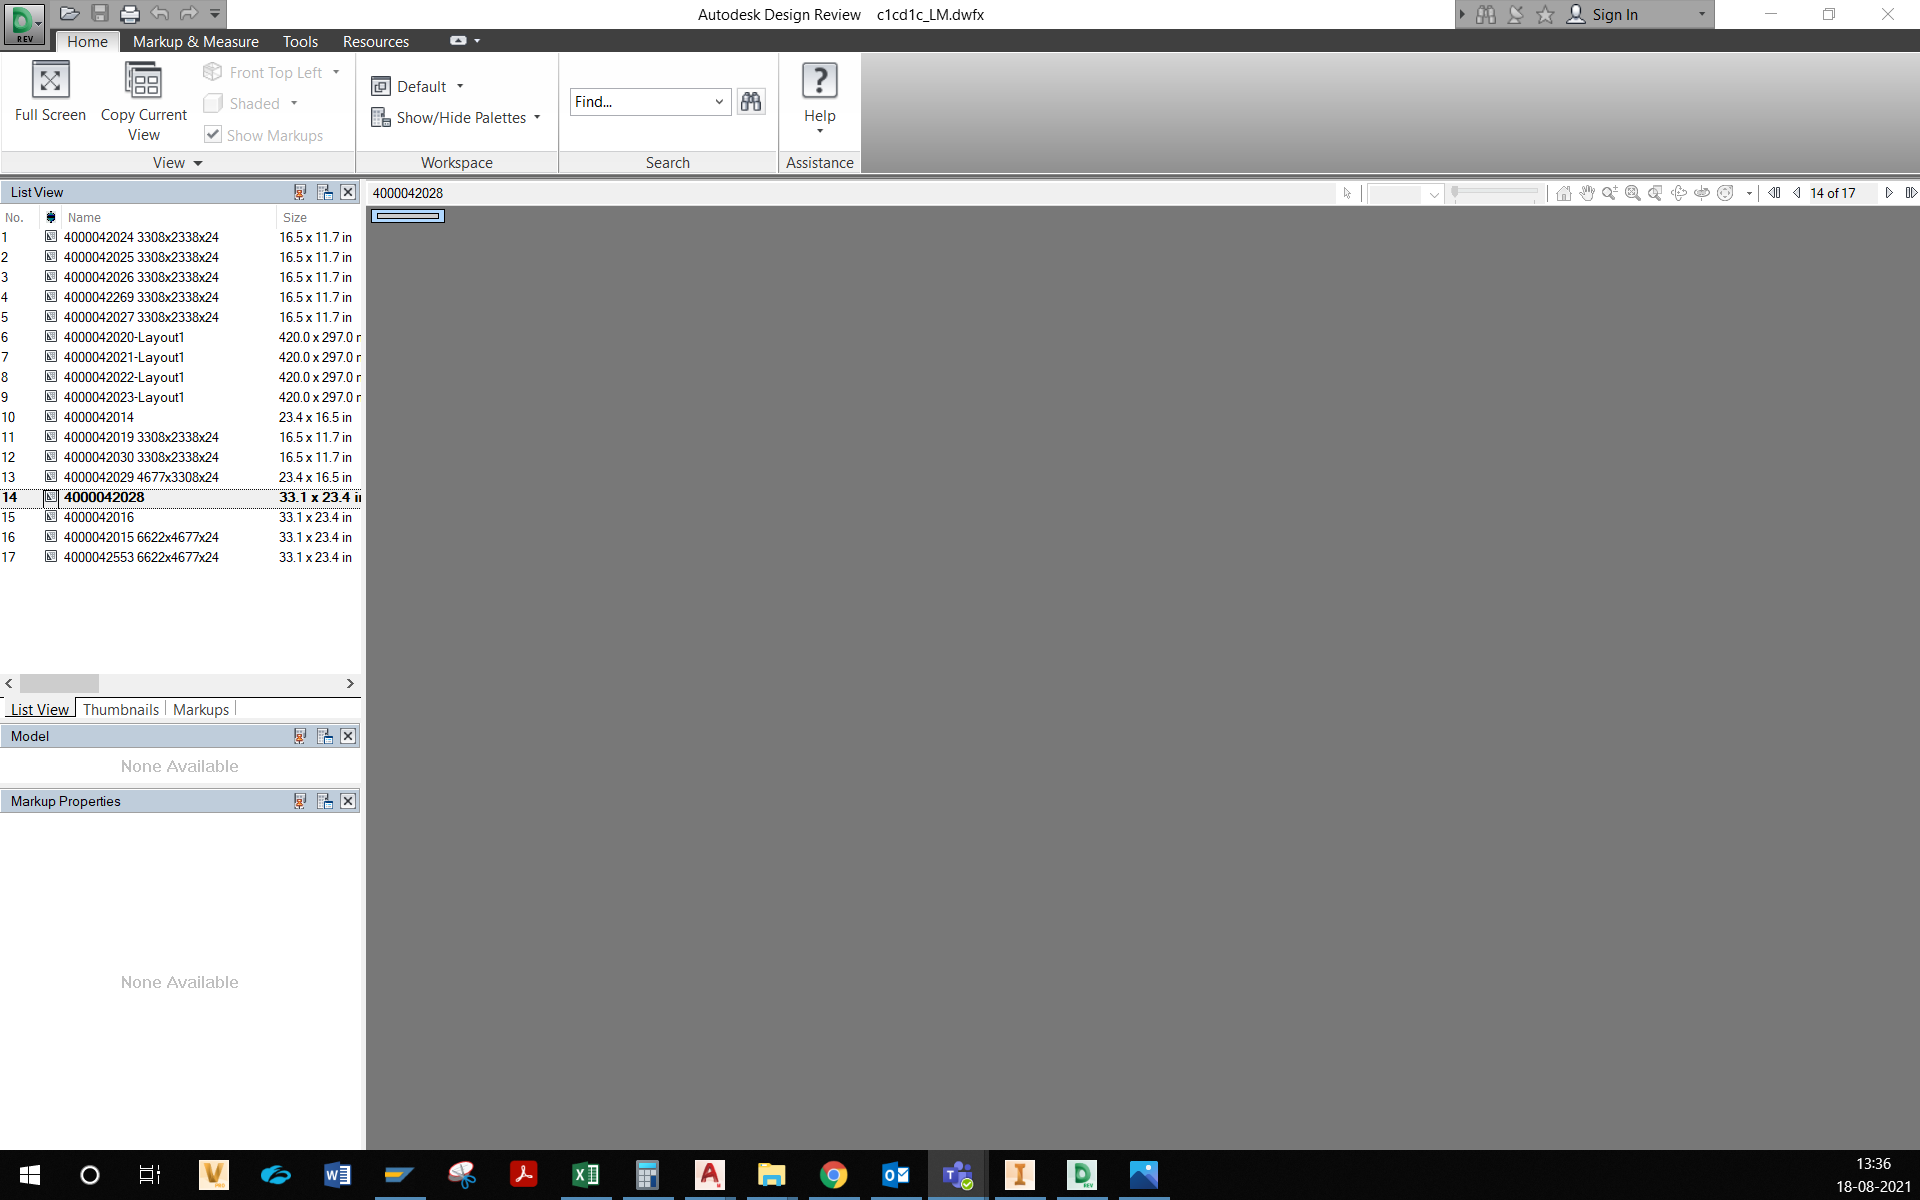 Autodesk Design Review c1cd1c_LM.dwfx
Sign In
REV
Home Markup & Measure Tools Resources
Full Screen
Copy Current View
Front Top Left
Shaded
Show Markups
View
Default
Show/Hide Palettes
Workspace
Find...
Search
Help
Assistance
List View
4000042028
14 of 17
No. Name Size
1 4000042024 3308x2338x24 16.5 x 11.7 in
2 4000042025 3308x2338x24 16.5 x 11.7 in
3 4000042026 3308x2338x24 16.5 x 11.7 in
4 4000042269 3308x2338x24 16.5 x 11.7 in
5 4000042027 3308x2338x24 16.5 x 11.7 in
6 4000042020-Layout1 420.0 x 297.0
7 4000042021-Layout1 420.0 x 297.0
8 4000042022-Layout1 420.0 x 297.0
9 4000042023-Layout1 420.0 x 297.0
10 4000042014 23.4 x 16.5 in
11 4000042019 3308x2338x24 16.5 x 11.7 in
12 4000042030 3308x2338x24 16.5 x 11.7 in
13 4000042029 4677x3308x24 23.4 x 16.5 in
14 4000042028 33.1 x 23.4
15 4000042016 33.1 x 23.4 in
16 4000042015 6622x4677x24 33.1 x 23.4 in
17 4000042553 6622x4677x24 33.1 x 23.4 in
List View Thumbnails Markups
Model
None Available
Markup Properties
None Available
13:36
18-08-2021